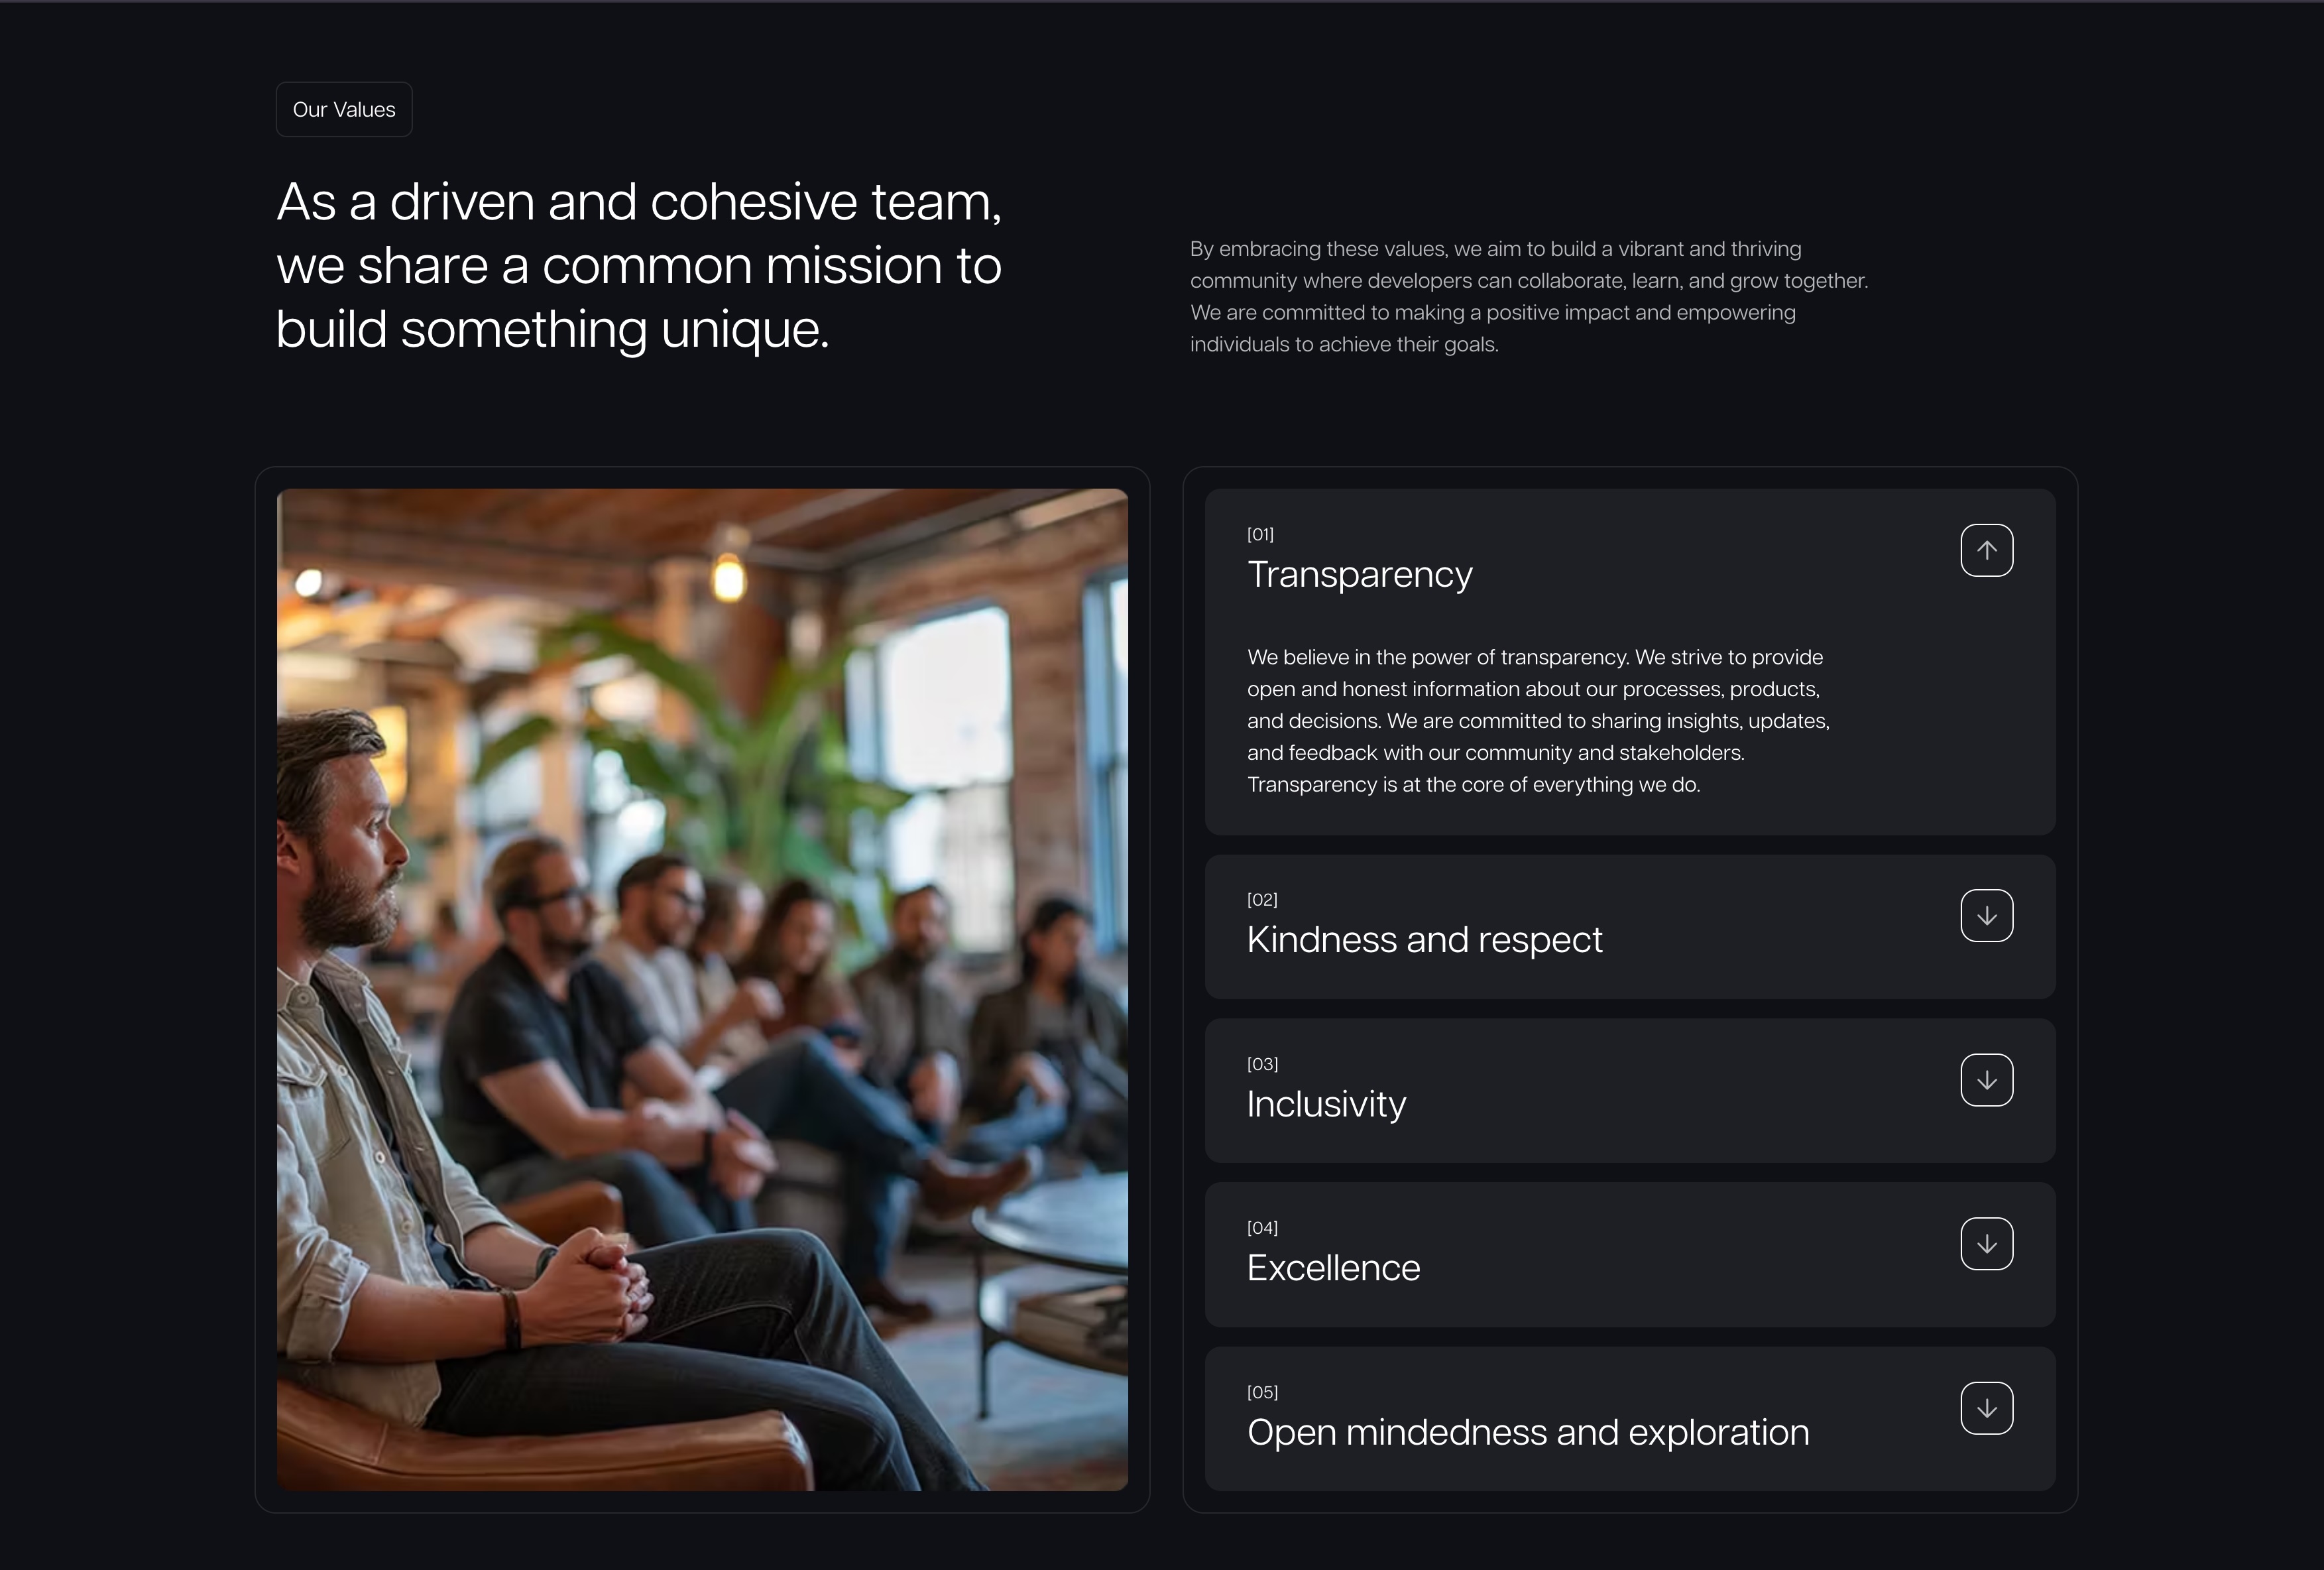 Our Values
As a driven and cohesive team,
we share a common mission to
build something unique.
By embracing these values, we aim to build a vibrant and thriving
community where developers can collaborate, learn, and grow together.
We are committed to making a positive impact and empowering
individuals to achieve their goals.
[01]
Transparency
We believe in the power of transparency. We strive to provide
open and honest information about our processes, products,
and decisions. We are committed to sharing insights, updates,
and feedback with our community and stakeholders.
Transparency is at the core of everything we do.
[02]
Kindness and respect
[03]
Inclusivity
[04]
Excellence
[05]
Open mindedness and exploration